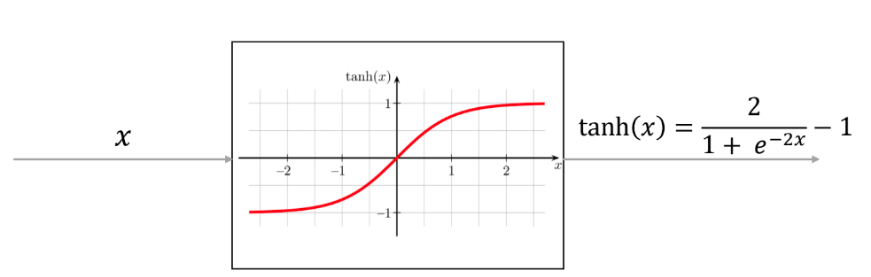 x
tanh(x)
1
−2 −1 1 2 x
−1
tanh(x) = 2 / (1 + e^{−2x}) − 1